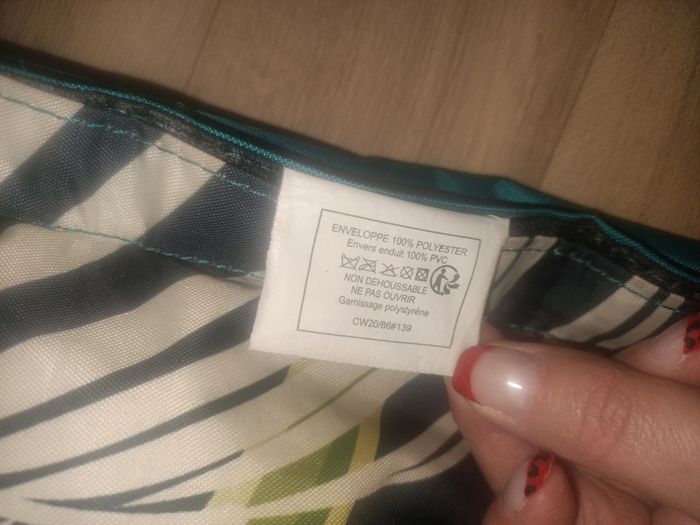 ENVELOPPE 100% POLYESTER
Envers enduit 100% PVC
NON DEHOUSSABLE
NE PAS OUVRIR
Garnissage polystyrène
CW20/86#139